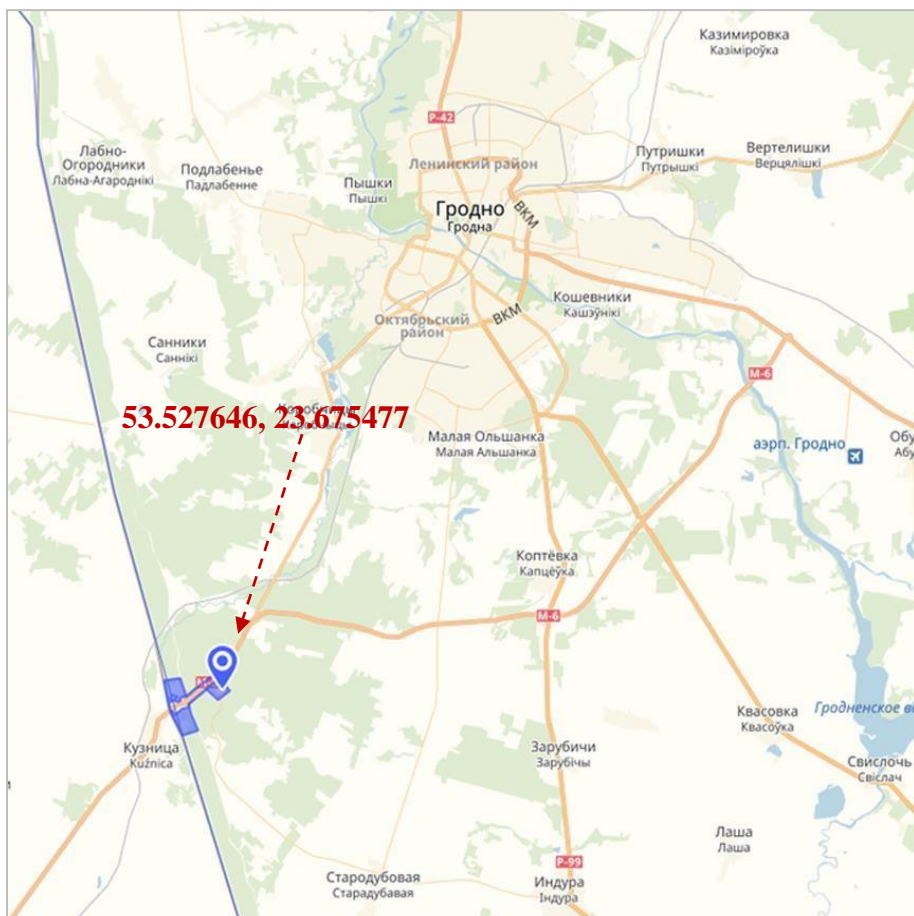 Казимировка
Казіміроўка
Р-42
Лабно-
Огородники
Лабна-Агароднікі
Подлабенье
Падлабенне
Ленинский район
Путришки
Путрышкі
Вертелишки
Верцялішкі
Пышки
Пышкі
Гродно
Гродна
ВКМ
Кошевники
Кашэўнікі
ВКМ
Октябрьский
район
Санники
Саннікі
М-6
53.527646, 23.675477
Малая Ольшанка
Малая Альшанка
аэрп. Гродно
Обу
Абу
Коптёвка
Капцёўка
М-6
Кузница
Kuźnica
Квасовка
Квасоўка
Гродненское в
Зарубичи
Зарубічы
Свислочь
Свіслач
Лаша
Лаша
Р-99
Стародубовая
Старадубавая
Индура
Індура